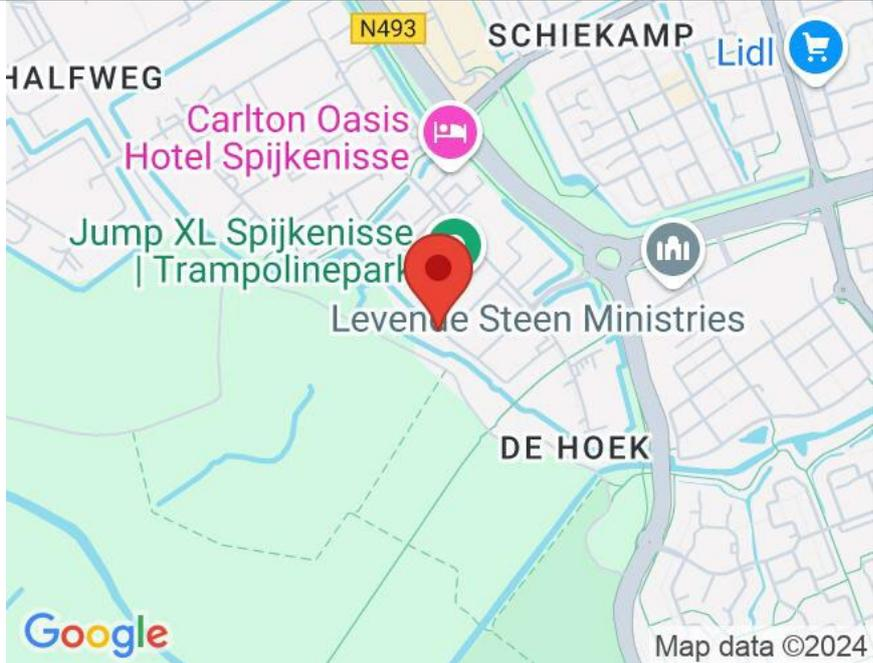 N493
SCHIEKAMP
Lidl
HALFWEG
Carlton Oasis
Hotel Spijkenisse
Jump XL Spijkenisse
| Trampolinepark
Levende Steen Ministries
DE HOEK
Google
Map data ©2024